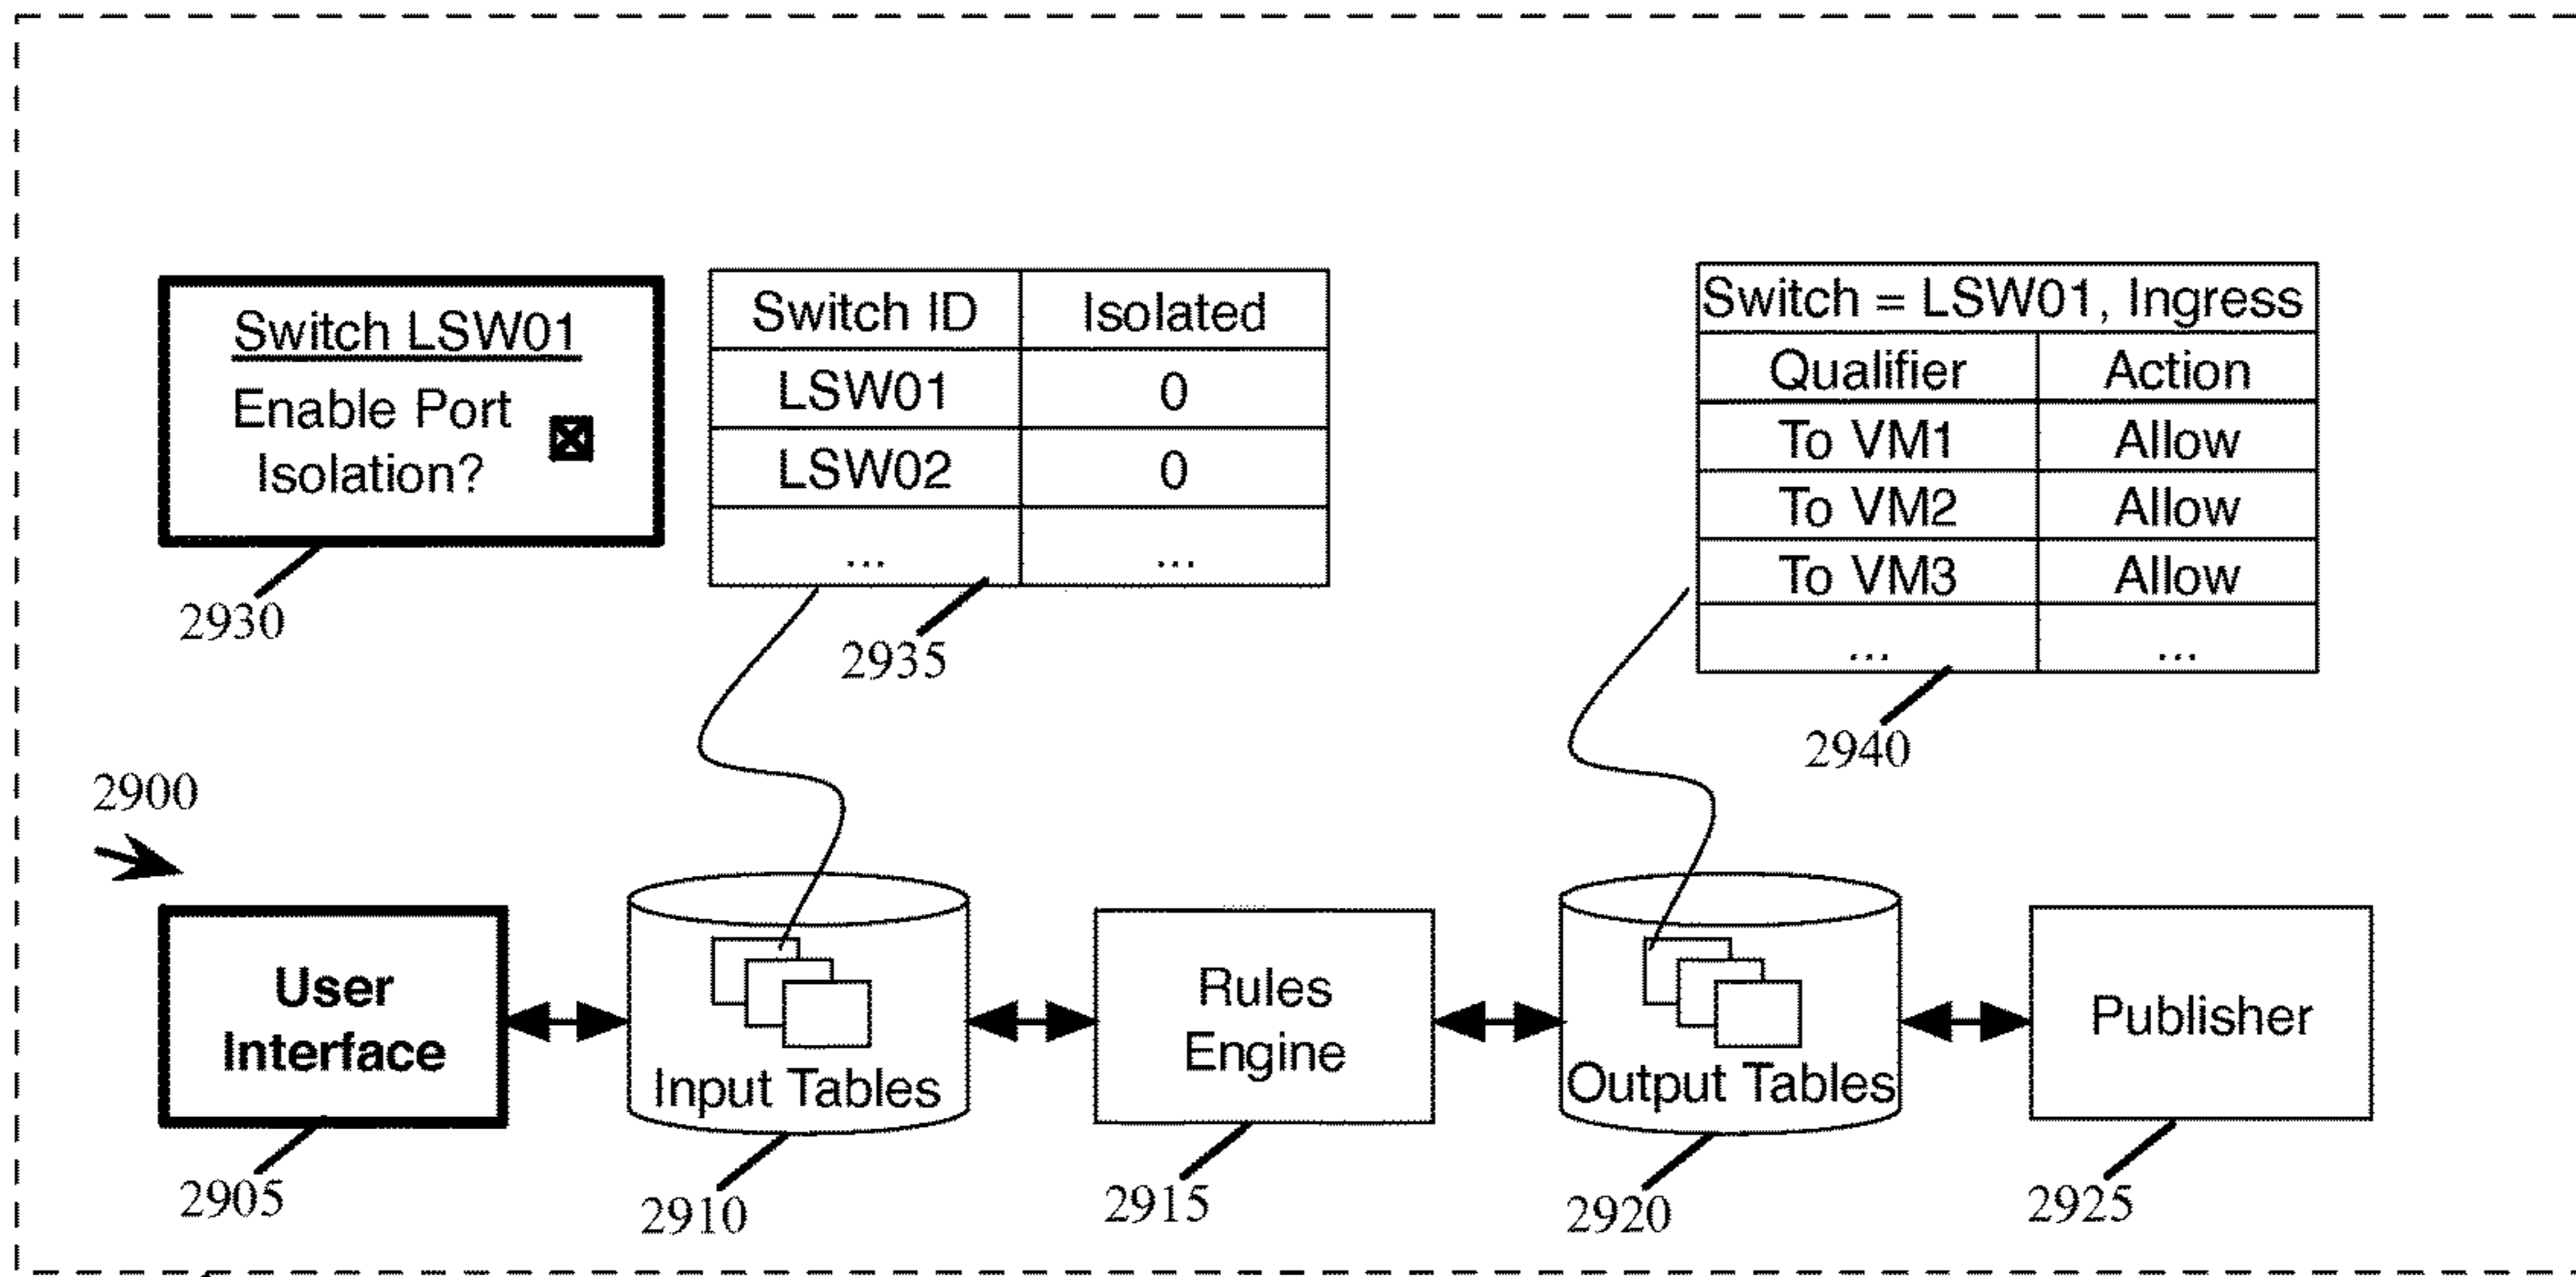 Switch LSW01
Enable Port
Isolation?
2930
Switch ID Isolated
LSW01 0
LSW02 0
... ...
2935
Switch = LSW01, Ingress
Qualifier Action
To VM1 Allow
To VM2 Allow
To VM3 Allow
... ...
2940
2900
User
Interface
2905
Input Tables
2910
Rules
Engine
2915
Output Tables
2920
Publisher
2925